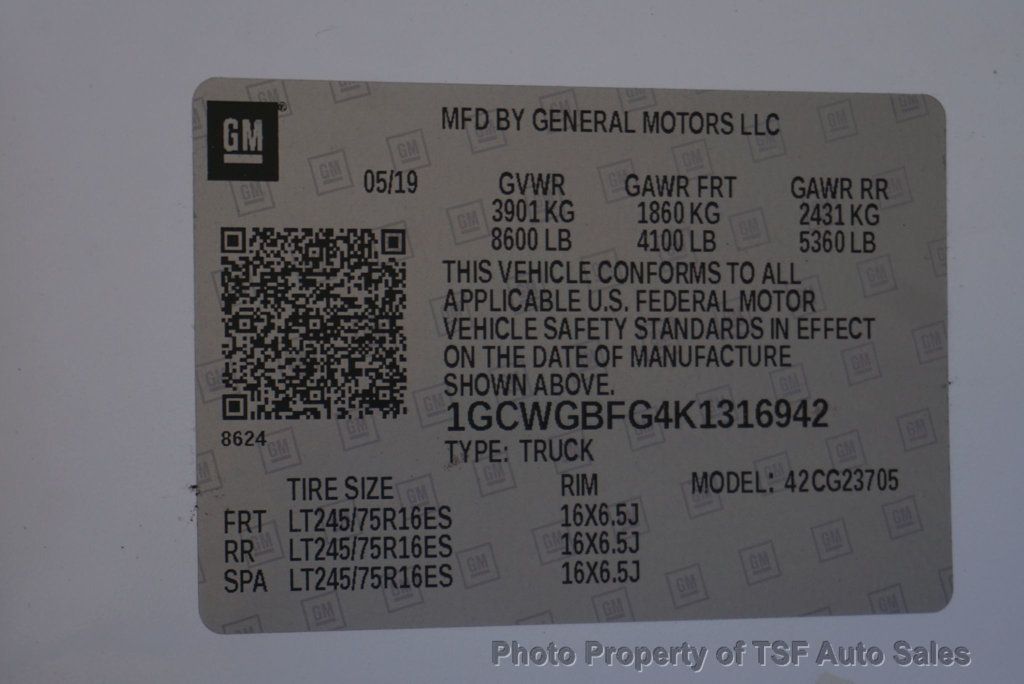 GM
MFD BY GENERAL MOTORS LLC
05/19 GVWR GAWR FRT GAWR RR
3901 KG 1860 KG 2431 KG
8600 LB 4100 LB 5360 LB
THIS VEHICLE CONFORMS TO ALL
APPLICABLE U.S. FEDERAL MOTOR
VEHICLE SAFETY STANDARDS IN EFFECT
ON THE DATE OF MANUFACTURE
SHOWN ABOVE.
1GCWGBFG4K1316942
8624
TYPE: TRUCK
TIRE SIZE RIM MODEL: 42CG23705
FRT LT245/75R16ES 16X6.5J
RR LT245/75R16ES 16X6.5J
SPA LT245/75R16ES 16X6.5J
Photo Property of TSF Auto Sales